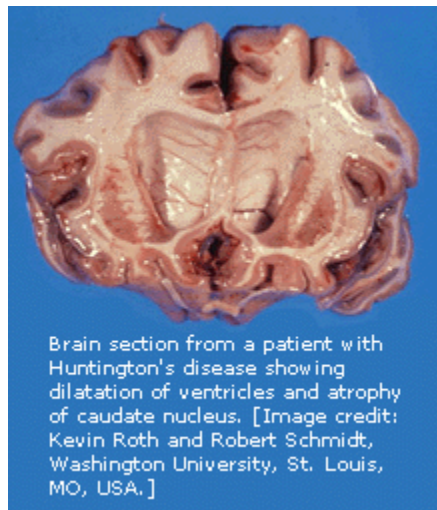 Brain section from a patient with
Huntington's disease showing
dilatation of ventricles and atrophy
of caudate nucleus. [Image credit:
Kevin Roth and Robert Schmidt,
Washington University, St. Louis,
MO, USA.]